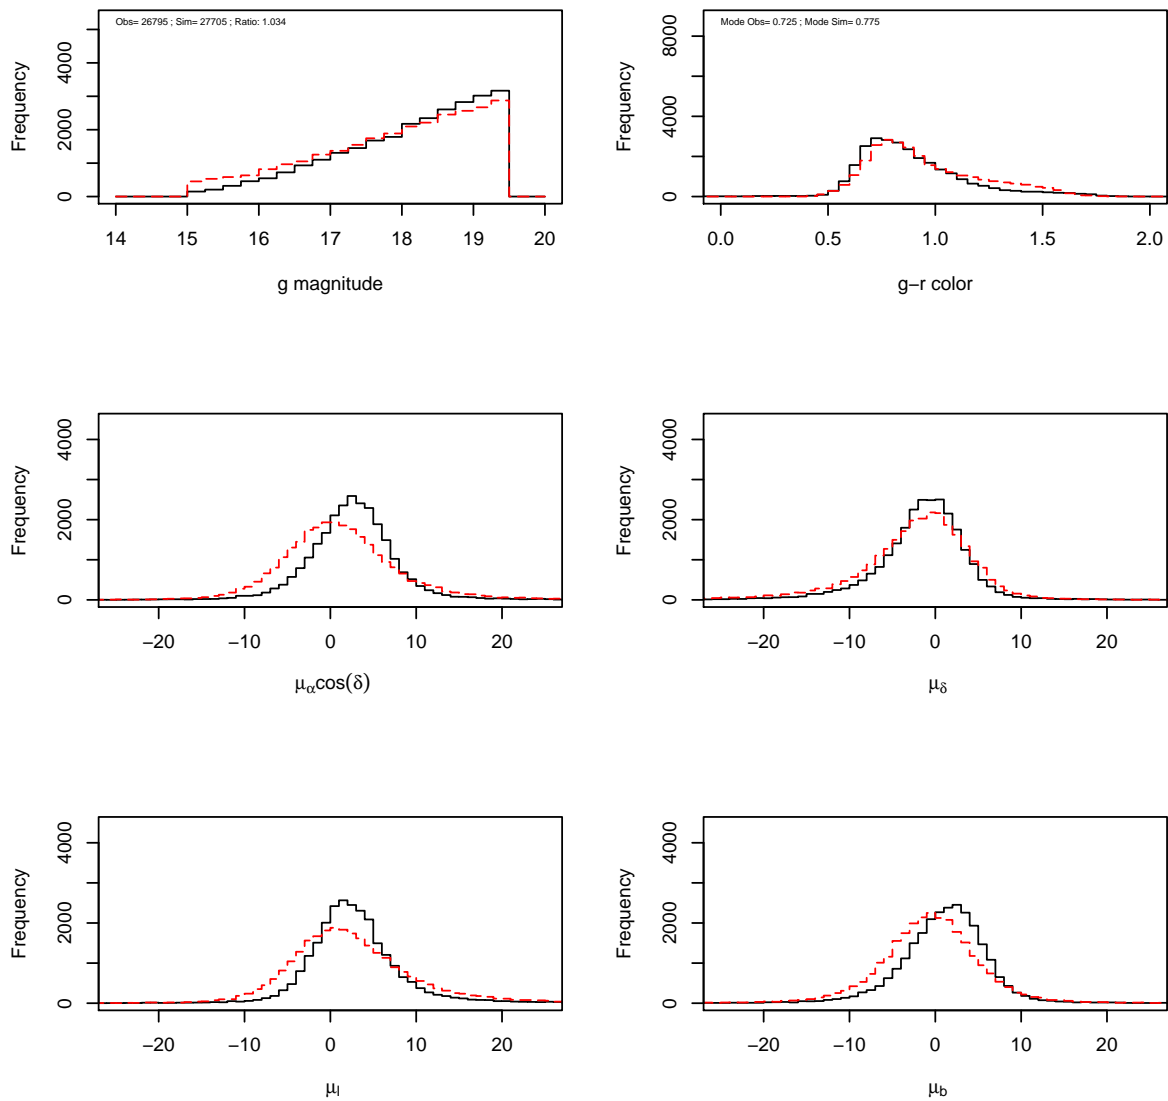 Obs= 26795 ; Sim= 27705 ; Ratio: 1.034
Frequency
0 2000 4000
14 15 16 17 18 19 20
g magnitude
Mode Obs= 0.725 ; Mode Sim= 0.775
Frequency
0 4000 8000
0.0 0.5 1.0 1.5 2.0
g−r color
Frequency
0 2000 4000
−20 −10 0 10 20
μαcos(δ)
Frequency
0 2000 4000
−20 −10 0 10 20
μδ
Frequency
0 2000 4000
−20 −10 0 10 20
μl
Frequency
0 2000 4000
−20 −10 0 10 20
μb